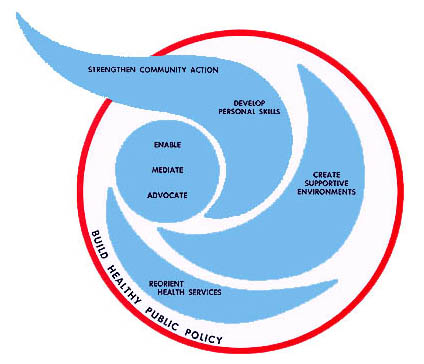 STRENGTHEN COMMUNITY ACTION
DEVELOP
PERSONAL SKILLS
ENABLE
MEDIATE
ADVOCATE
CREATE
SUPPORTIVE
ENVIRONMENTS
REORIENT
HEALTH SERVICES
BUILD HEALTHY PUBLIC POLICY